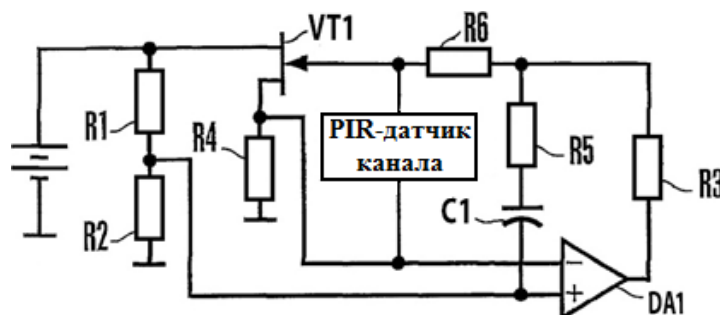 VT1
R6
R1
R4
PIR-датчик
канала
R5
R3
R2
C1
−
+
DA1